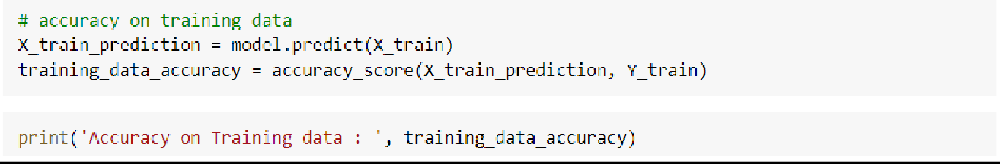 # accuracy on training data
X_train_prediction = model.predict(X_train)
training_data_accuracy = accuracy_score(X_train_prediction, Y_train)
print('Accuracy on Training data : ', training_data_accuracy)